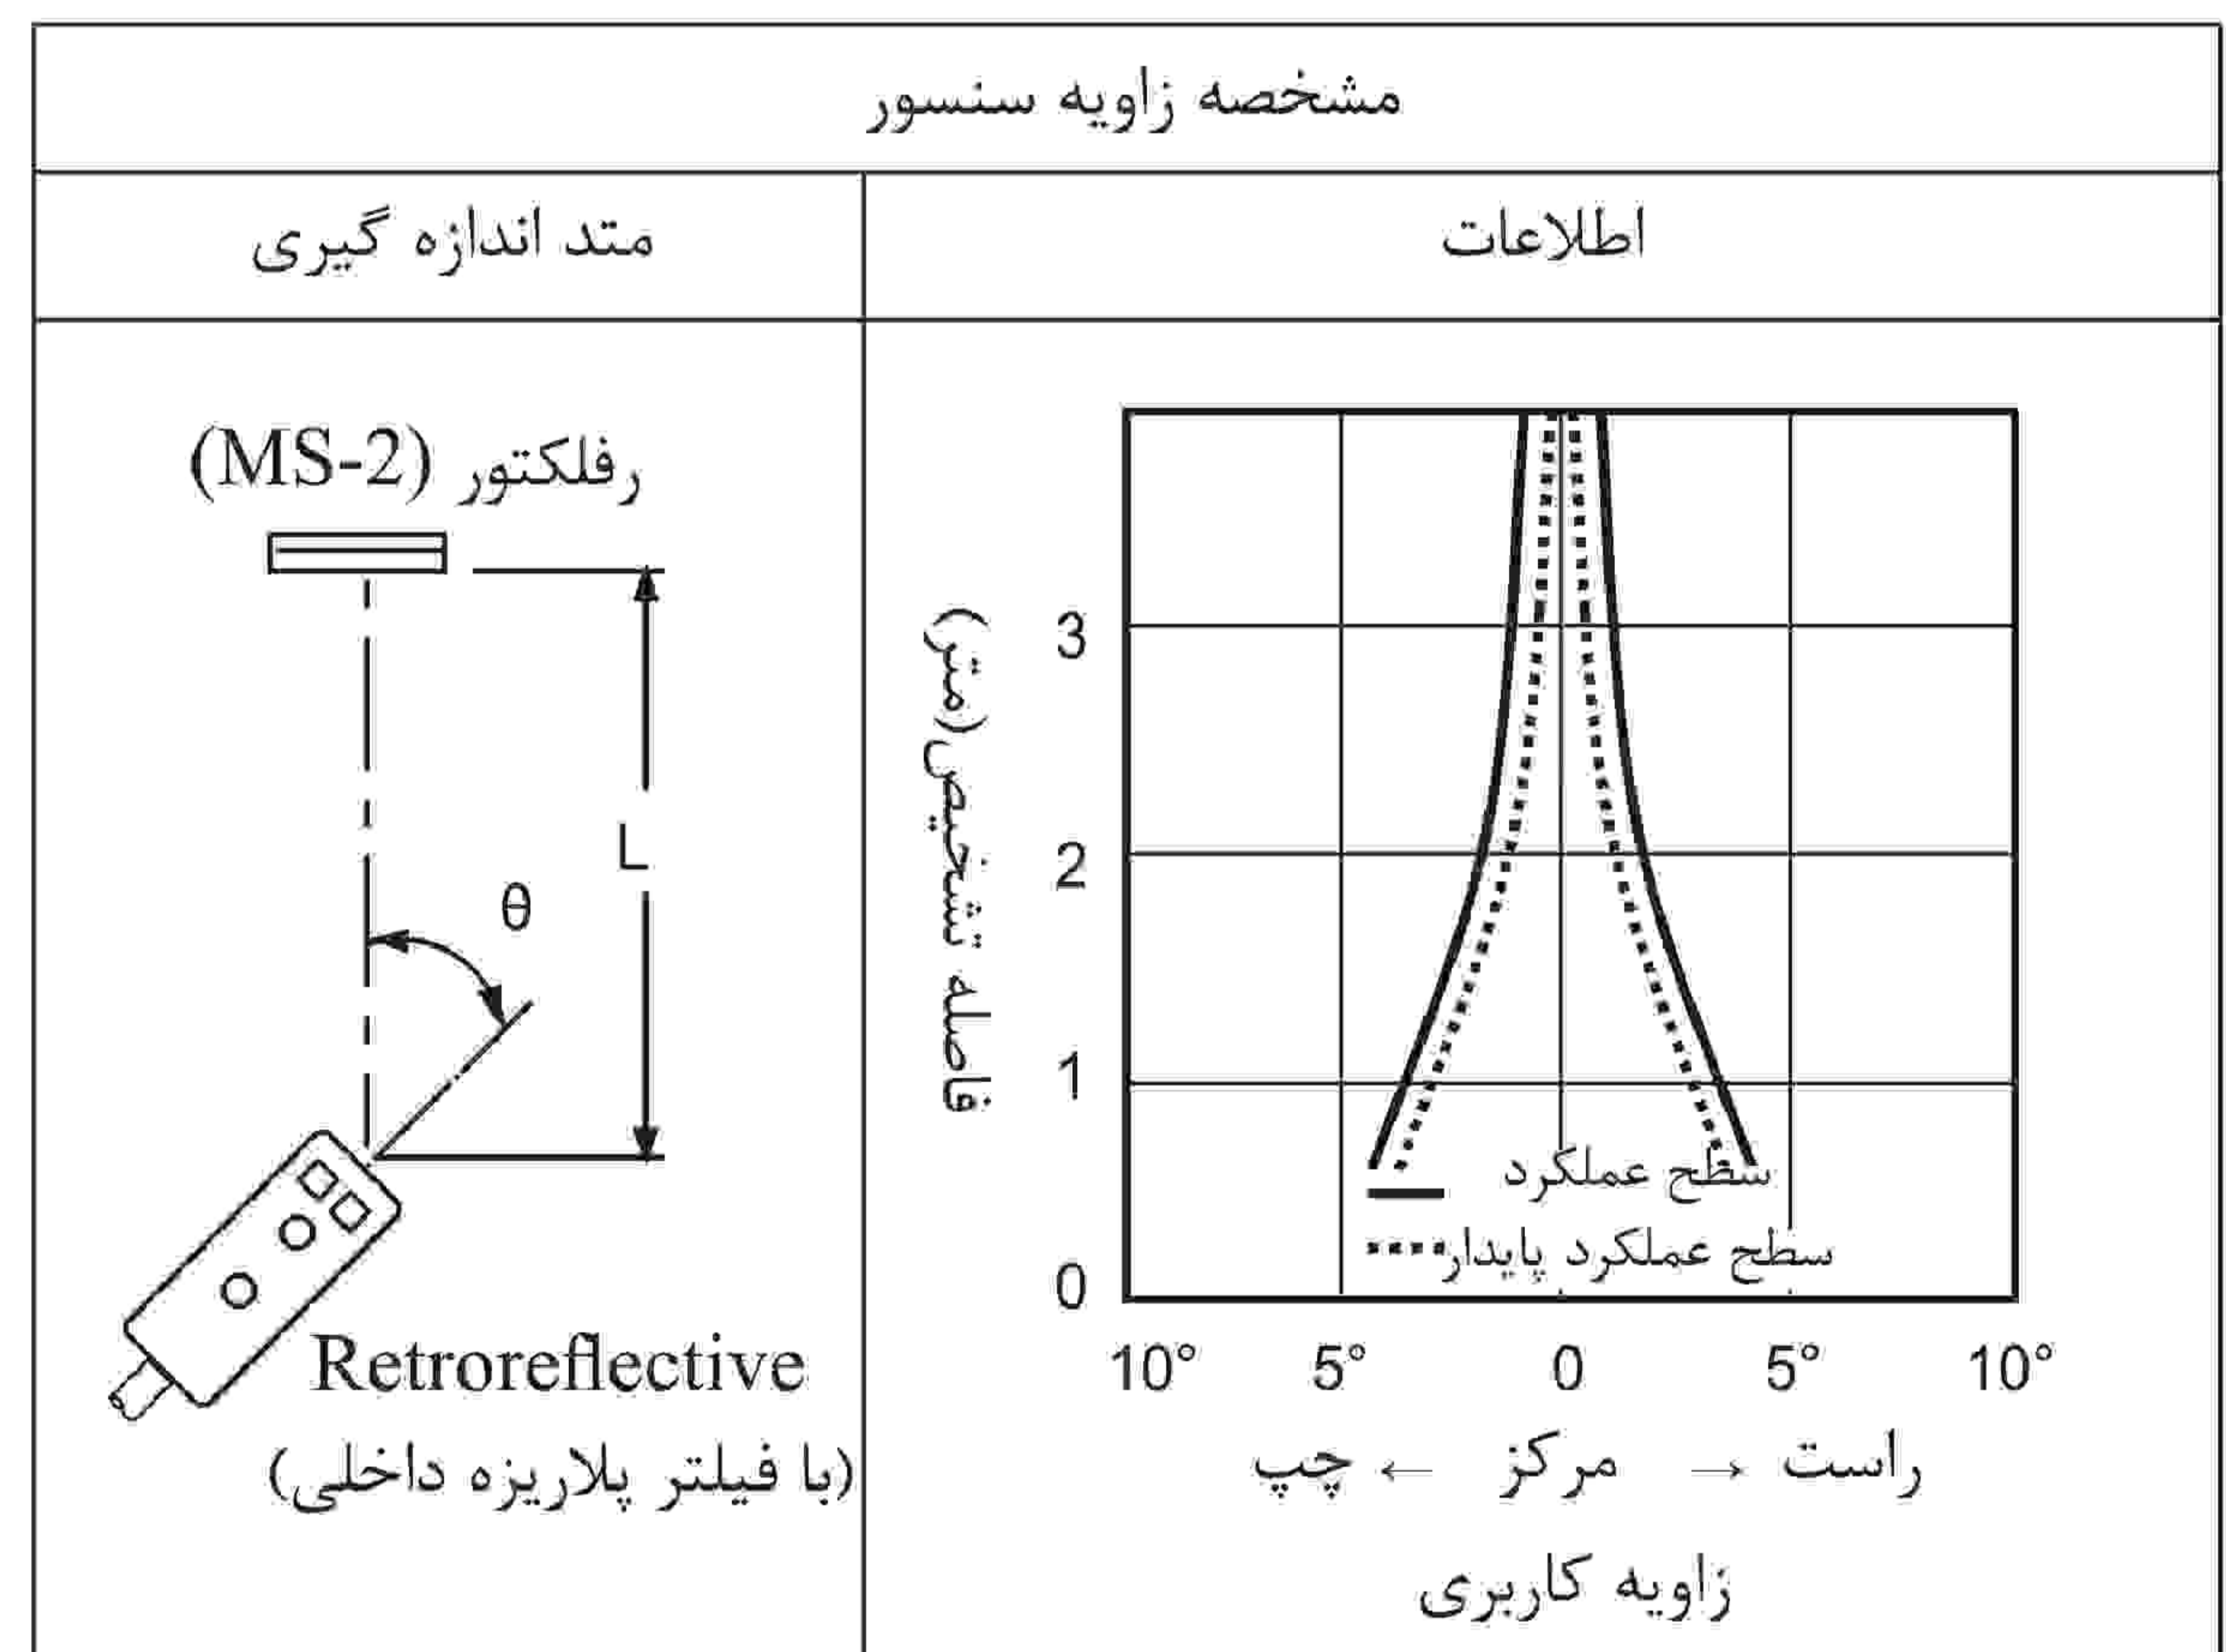 مشخصه زاویه سنسور
اطلاعات
متد اندازه گیری
رفلکتور (MS-2)
L
θ
Retroreflective
(با فیلتر پلاریزه داخلی)
فاصله تشخیص(متر)
3
2
1
0
سطح عملکرد
سطح عملکرد پایدار
10° 5° 0 5° 10°
چپ ← مرکز → راست
زاویه کاربری